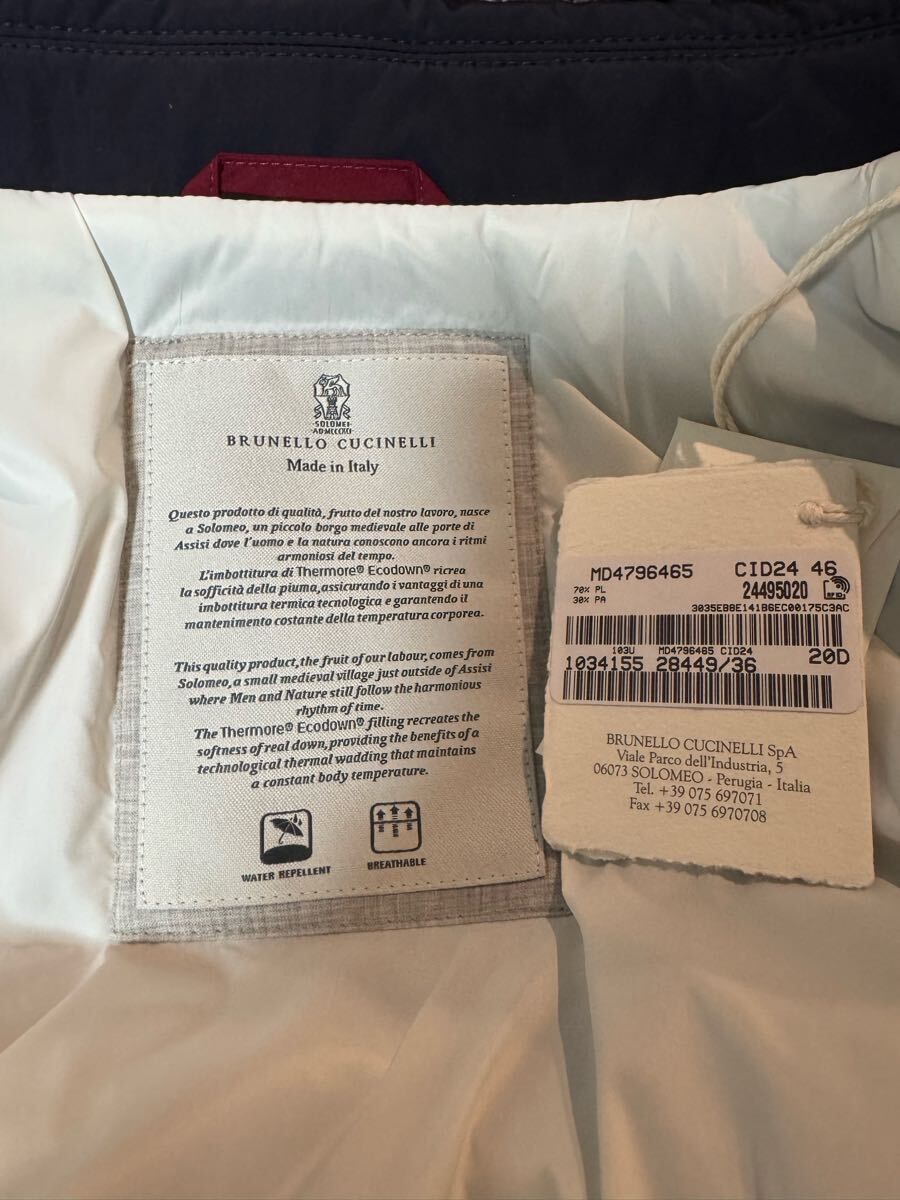 SOLOMEI
AD.MCCCXCI
BRUNELLO CUCINELLI
Made in Italy
Questo prodotto di qualità, frutto del nostro lavoro, nasce
a Solomeo, un piccolo borgo medievale alle porte di
Assisi dove l'uomo e la natura conoscono ancora i ritmi
armoniosi del tempo.
L'imbottitura di Thermore® Ecodown® ricrea
la sofficità della piuma,assicurando i vantaggi di una
imbottitura termica tecnologica e garantendo il
mantenimento costante della temperatura corporea.
This quality product,the fruit of our labour, comes from
Solomeo,a small medieval village just outside of Assisi
where Men and Nature still follow the harmonious
rhythm of time.
The Thermore® Ecodown® filling recreates the
softness of real down,providing the benefits of a
technological thermal wadding that maintains
a constant body temperature.
WATER REPELLENT
BREATHABLE
MD4796465 CID24 46
70% PL 24495020 RFID
30% PA
3035EB8E141B6EC00175C3AC
103U MD4796465 CID24
1034155 28449/36 20D
BRUNELLO CUCINELLI SpA
Viale Parco dell'Industria, 5
06073 SOLOMEO - Perugia - Italia
Tel. +39 075 697071
Fax +39 075 6970708